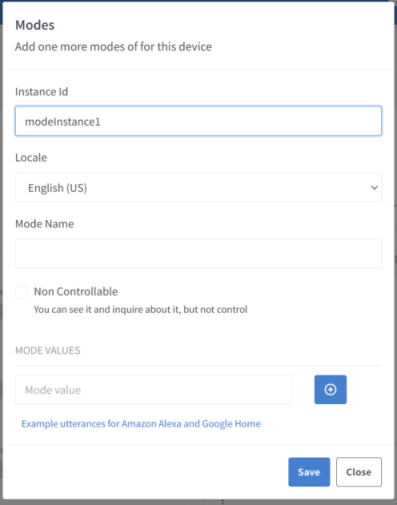 Modes
Add one more modes of for this device
Instance Id
modeInstance1
Locale
English (US)
Mode Name
Non Controllable
You can see it and inquire about it, but not control
MODE VALUES
Mode value
Example utterances for Amazon Alexa and Google Home
Save Close